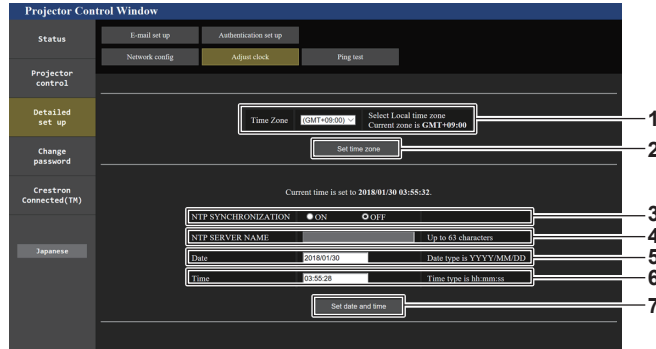 Projector Control Window
Status
E-mail set up
Authentication set up
Network config
Adjust clock
Ping test
Projector
control
Detailed
set up
Change
password
Crestron
Connected(TM)
Japanese
Time Zone
(GMT+09:00)
Select Local time zone
Current zone is GMT+09:00
1
Set time zone
2
Current time is set to 2018/01/30 03:55:32.
NTP SYNCHRONIZATION
ON
OFF
3
NTP SERVER NAME
Up to 63 characters
4
Date
2018/01/30
Date type is YYYY/MM/DD
5
Time
03:55:28
Time type is hh:mm:ss
6
Set date and time
7